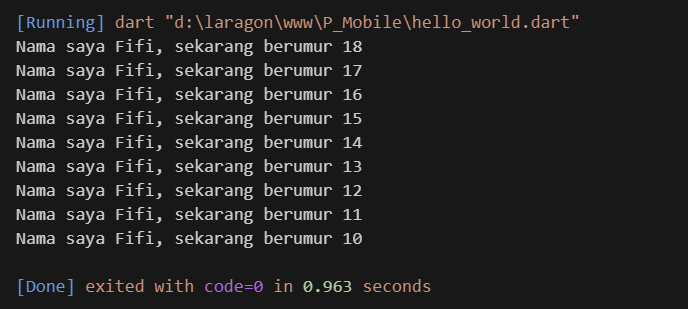 [Running] dart "d:\laragon\www\P_Mobile\hello_world.dart"
Nama saya Fifi, sekarang berumur 18
Nama saya Fifi, sekarang berumur 17
Nama saya Fifi, sekarang berumur 16
Nama saya Fifi, sekarang berumur 15
Nama saya Fifi, sekarang berumur 14
Nama saya Fifi, sekarang berumur 13
Nama saya Fifi, sekarang berumur 12
Nama saya Fifi, sekarang berumur 11
Nama saya Fifi, sekarang berumur 10
[Done] exited with code=0 in 0.963 seconds